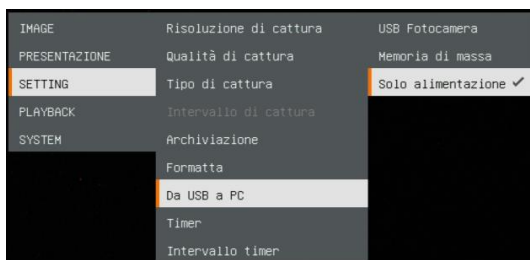 IMAGE
PRESENTAZIONE
SETTING
PLAYBACK
SYSTEM
Risoluzione di cattura
Qualità di cattura
Tipo di cattura
Intervallo di cattura
Archiviazione
Formatta
Da USB a PC
Timer
Intervallo timer
USB Fotocamera
Memoria di massa
Solo alimentazione ✓